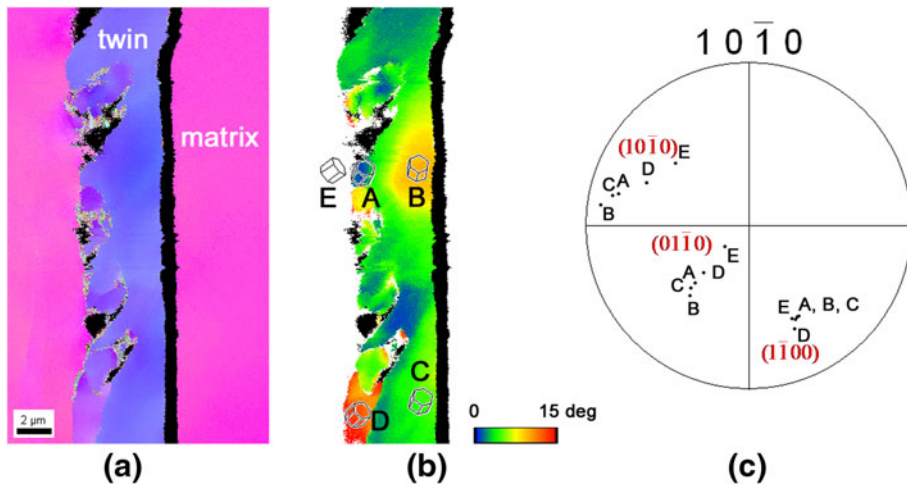 twin
matrix
2 μm
(a)
E
A
B
C
D
0 15 deg
(b)
1 0 1̅ 0
(101̅0)
E
D
C A
B
(011̅0)
E
A
D
C
B
E A, B, C
D
(11̅00)
(c)